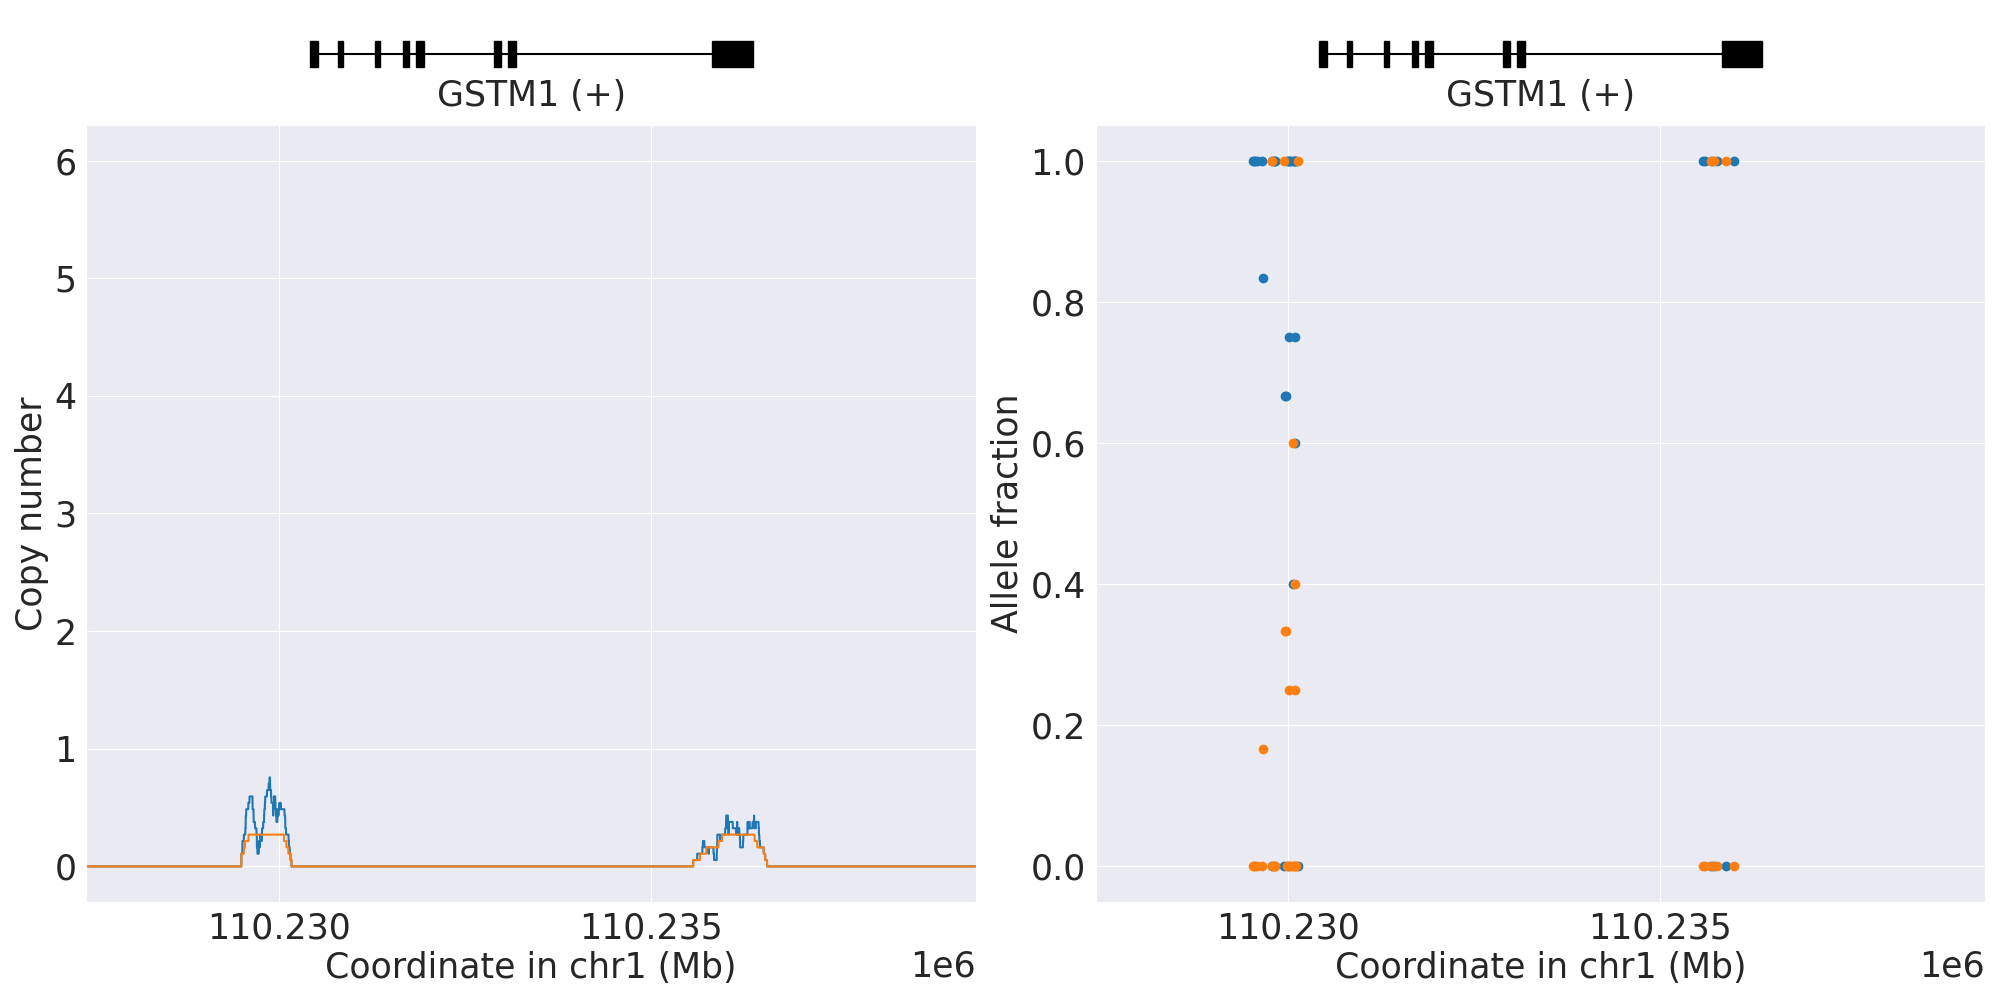 GSTM1 (+)
6
5
4
3
2
1
0
Copy number
110.230
110.235
Coordinate in chr1 (Mb)
1e6
GSTM1 (+)
1.0
0.8
0.6
0.4
0.2
0.0
Allele fraction
110.230
110.235
Coordinate in chr1 (Mb)
1e6